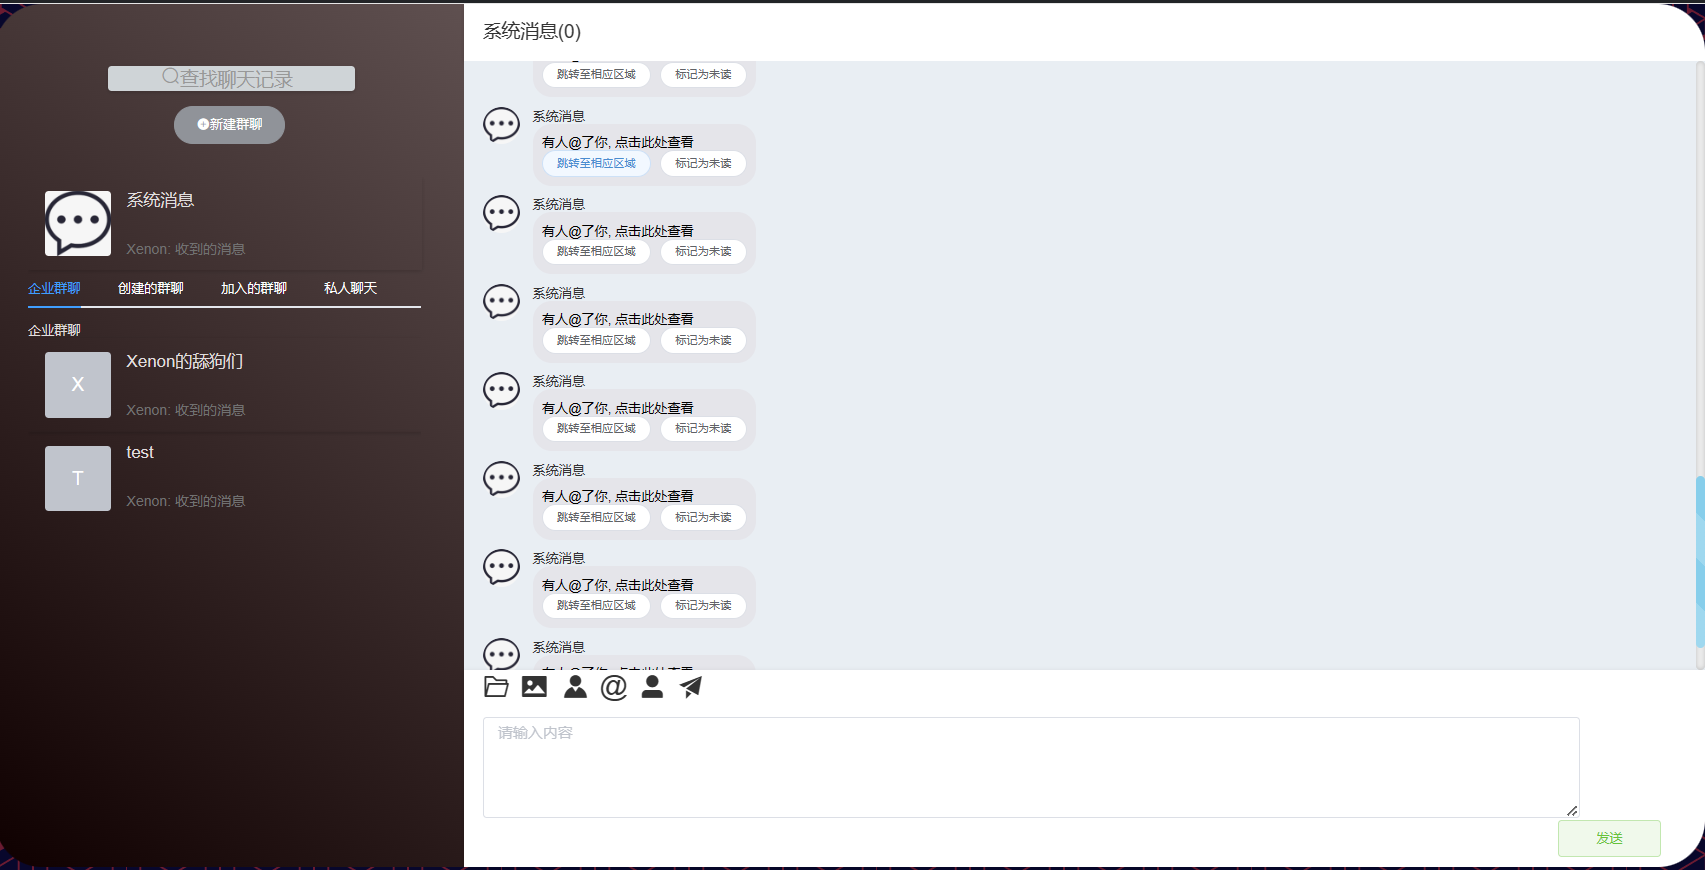 查找聊天记录
新建群聊
系统消息
Xenon: 收到的消息
企业群聊 创建的群聊 加入的群聊 私人聊天
企业群聊
X
Xenon的舔狗们
Xenon: 收到的消息
T
test
Xenon: 收到的消息
系统消息(0)
跳转至相应区域 标记为未读
系统消息
有人@了你, 点击此处查看
跳转至相应区域 标记为未读
系统消息
有人@了你, 点击此处查看
跳转至相应区域 标记为未读
系统消息
有人@了你, 点击此处查看
跳转至相应区域 标记为未读
系统消息
有人@了你, 点击此处查看
跳转至相应区域 标记为未读
系统消息
有人@了你, 点击此处查看
跳转至相应区域 标记为未读
系统消息
有人@了你, 点击此处查看
跳转至相应区域 标记为未读
系统消息
请输入内容
发送